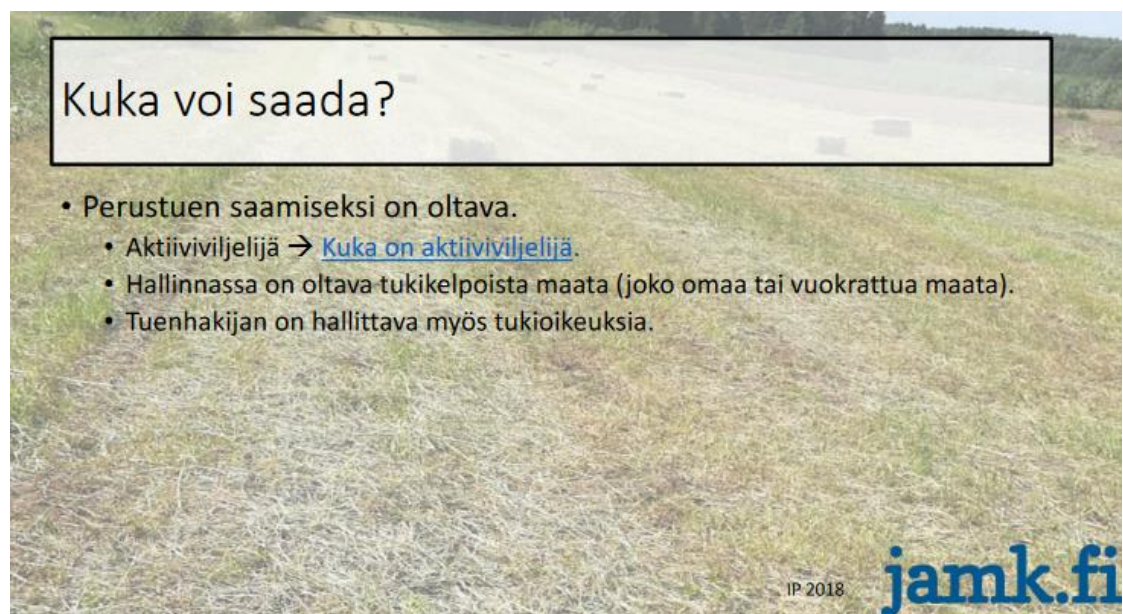 Kuka voi saada?
• Perustuen saamiseksi on oltava.
• Aktiiviviljelijä → Kuka on aktiiviviljelijä.
• Hallinnassa on oltava tukikelpoista maata (joko omaa tai vuokrattua maata).
• Tuenhakijan on hallittava myös tukioikeuksia.
IP 2018
jamk.fi